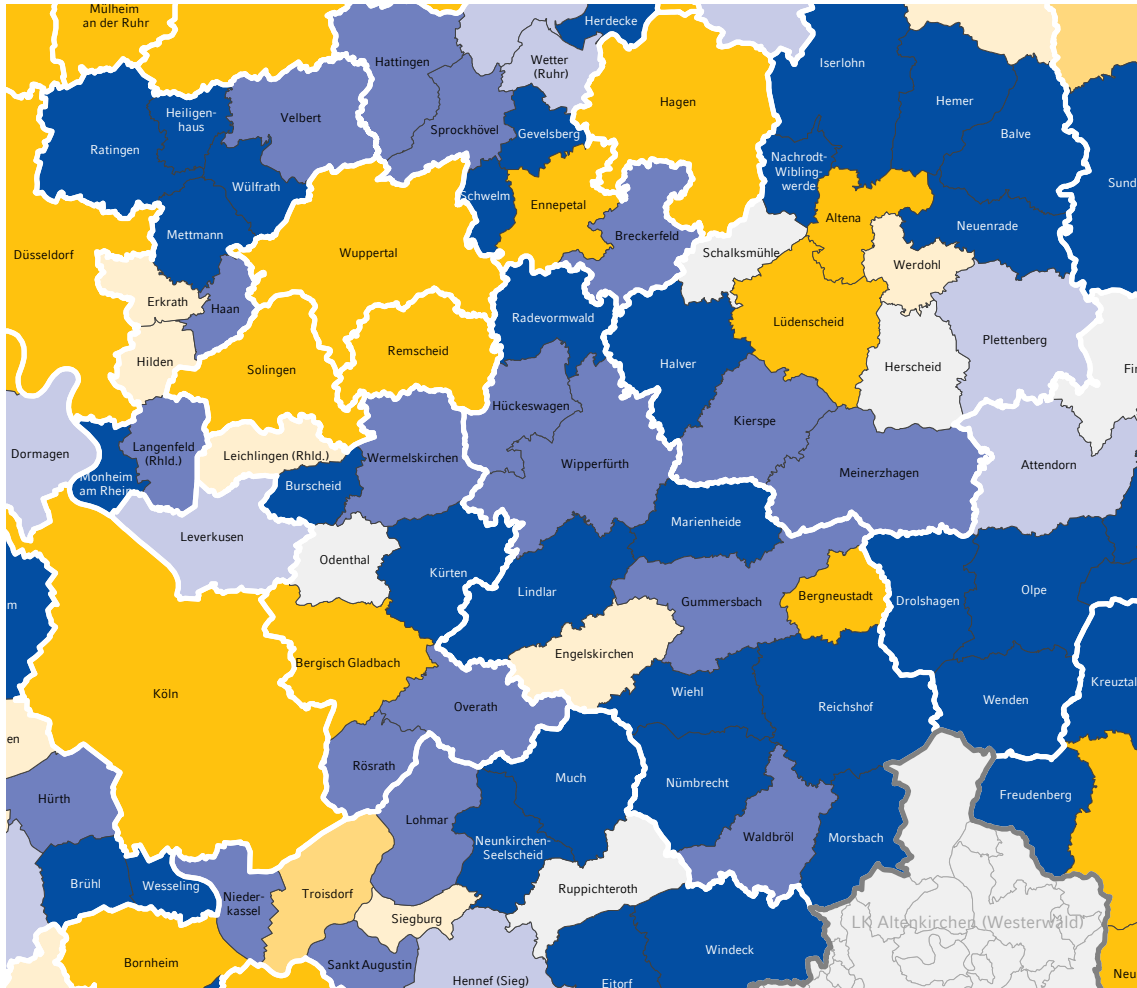 Mülheim
an der Ruhr
Herdecke
Hattingen
Wetter
(Ruhr)
Iserlohn
Hagen
Hemer
Heiligen-
haus
Velbert
Sprockhövel
Gevelsberg
Balve
Ratingen
Nachrodt-
Wibling-
werde
Wülfrath
Schwelm
Ennepetal
Altena
Sund
Mettmann
Breckerfeld
Neuenrade
Düsseldorf
Wuppertal
Schalksmühle
Werdohl
Erkrath
Haan
Radevormwald
Lüdenscheid
Plettenberg
Hilden
Solingen
Remscheid
Halver
Herscheid
Fin
Hückeswagen
Kierspe
Dormagen
Langenfeld
(Rhld.)
Leichlingen (Rhld.)
Wermelskirchen
Wipperfürth
Meinerzhagen
Attendorn
Monheim
am Rhein
Burscheid
Marienheide
Leverkusen
Odenthal
Kürten
Lindlar
Gummersbach
Bergneustadt
Drolshagen
Olpe
m
Engelskirchen
Bergisch Gladbach
Köln
Wiehl
Reichshof
Wenden
Kreuztal
Overath
en
Rösrath
Much
Nümbrecht
Hürth
Freudenberg
Lohmar
Neunkirchen-
Seelscheid
Waldbröl
Morsbach
Brühl
Wesseling
Nieder-
kassel
Troisdorf
Ruppichteroth
Siegburg
LK Altenkirchen (Westerwald)
Bornheim
Sankt Augustin
Windeck
Hennef (Sieg)
Eitorf
Neu